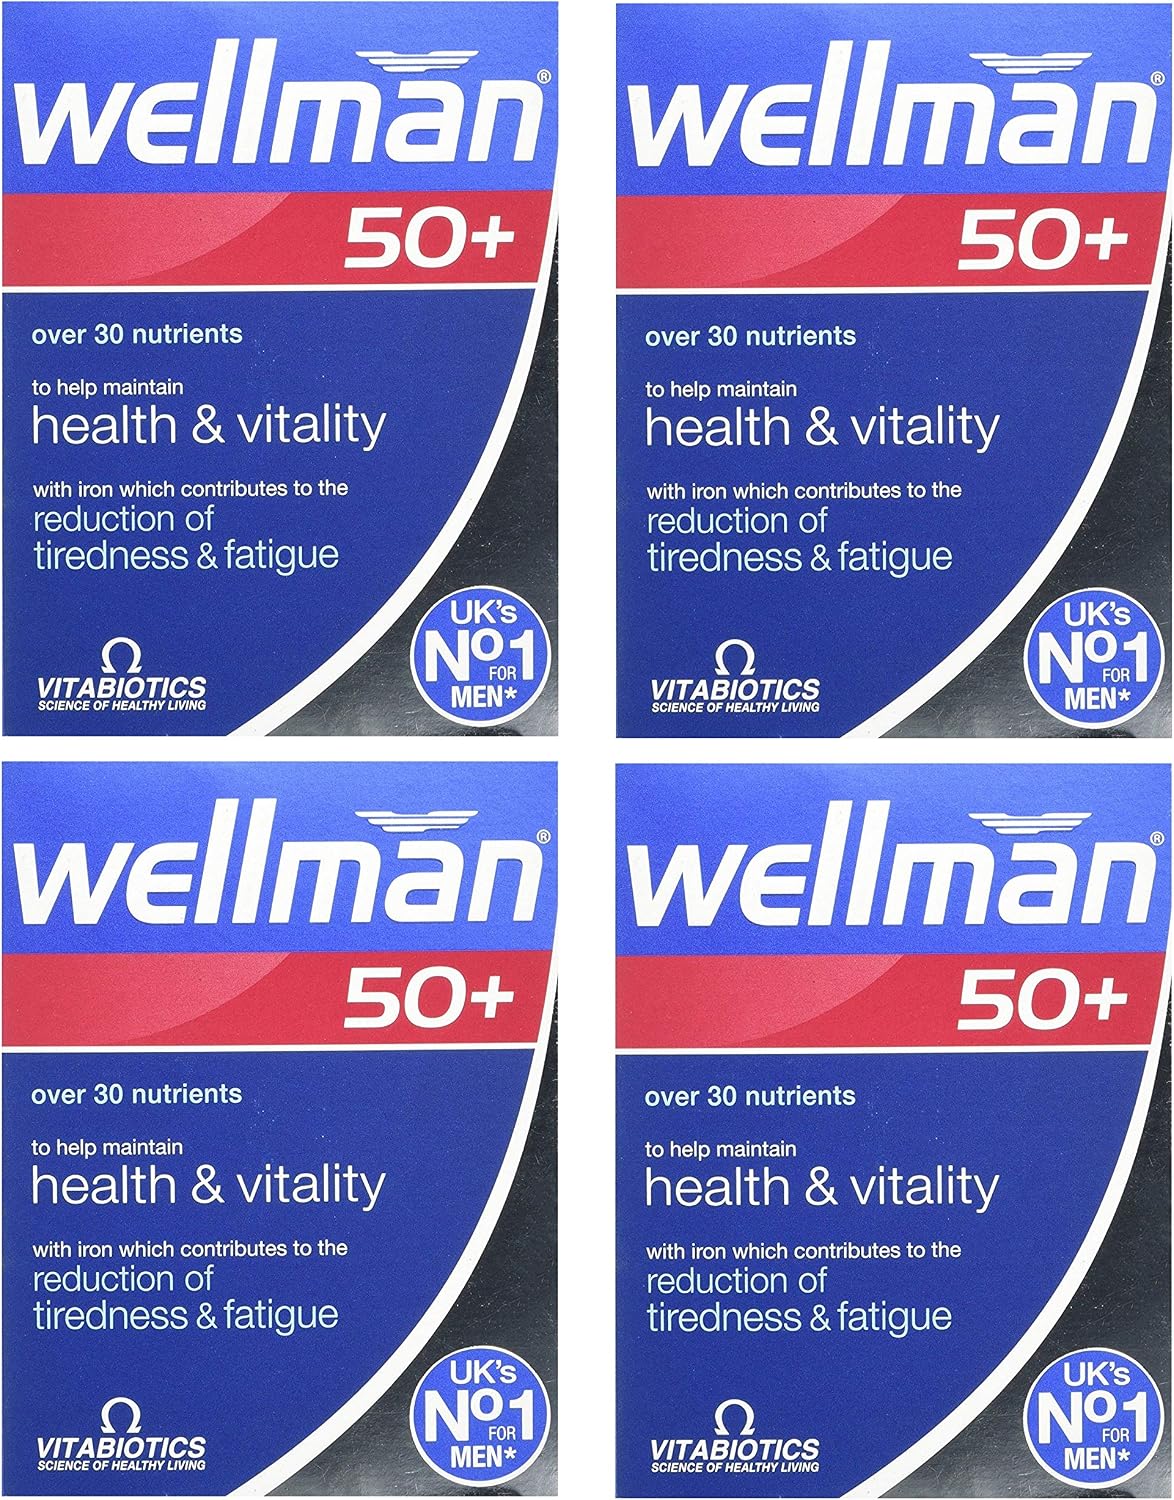 wellman®
50+
over 30 nutrients
to help maintain
health & vitality
with iron which contributes to the
reduction of
tiredness & fatigue
UK's
Nº1
FOR
MEN*
VITABIOTICS
SCIENCE OF HEALTHY LIVING
wellman®
50+
over 30 nutrients
to help maintain
health & vitality
with iron which contributes to the
reduction of
tiredness & fatigue
UK's
Nº1
FOR
MEN*
VITABIOTICS
SCIENCE OF HEALTHY LIVING
wellman®
50+
over 30 nutrients
to help maintain
health & vitality
with iron which contributes to the
reduction of
tiredness & fatigue
UK's
Nº1
FOR
MEN*
VITABIOTICS
SCIENCE OF HEALTHY LIVING
wellman®
50+
over 30 nutrients
to help maintain
health & vitality
with iron which contributes to the
reduction of
tiredness & fatigue
UK's
Nº1
FOR
MEN*
VITABIOTICS
SCIENCE OF HEALTHY LIVING